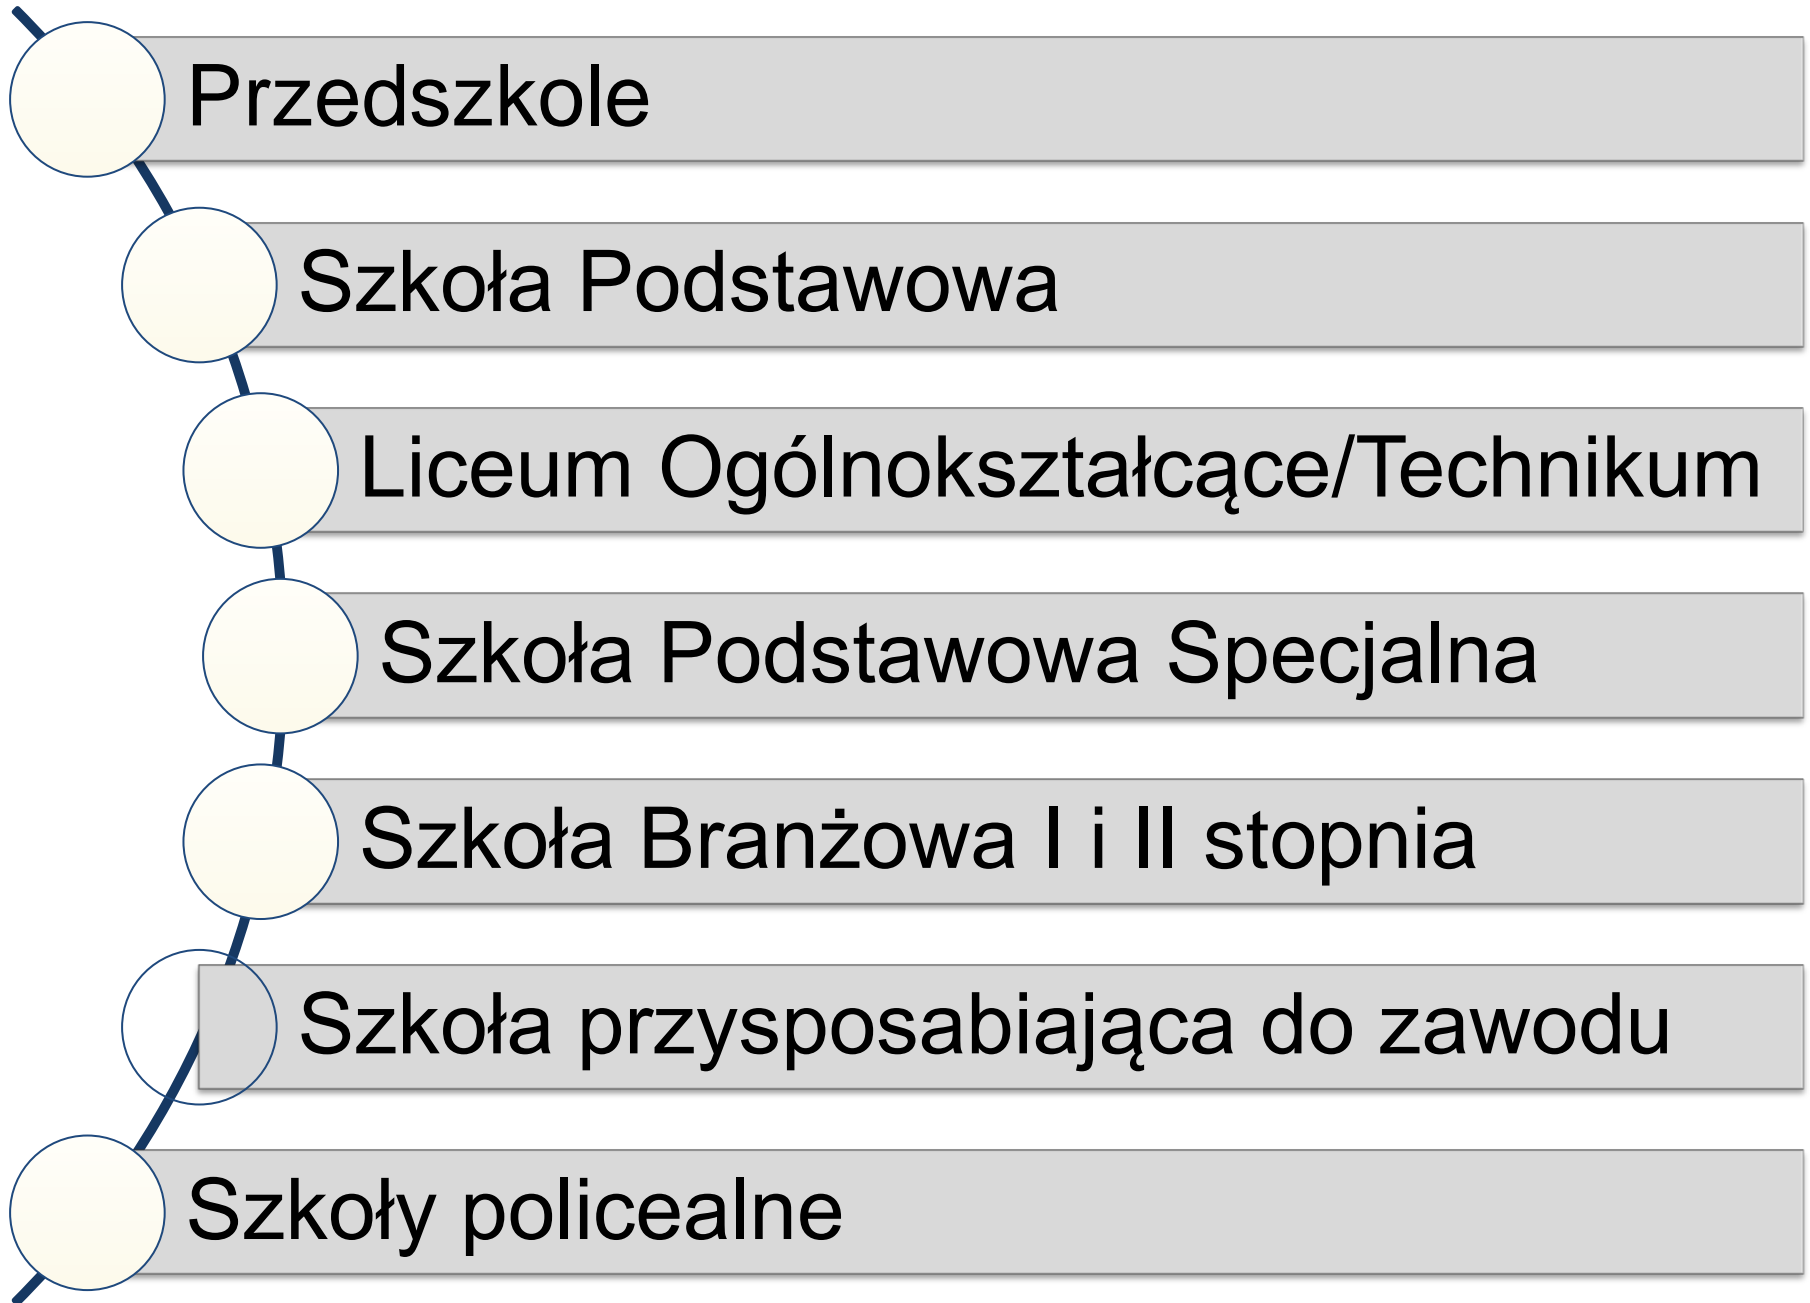 Przedszkole
Szkoła Podstawowa
Liceum Ogólnokształcące/Technikum
Szkoła Podstawowa Specjalna
Szkoła Branżowa I i II stopnia
Szkoła przysposabiająca do zawodu
Szkoły policealne